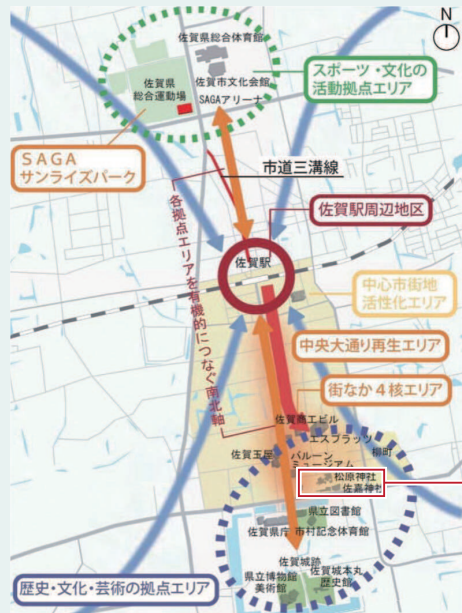 N
佐賀県総合体育館
佐賀市文化会館
SAGAアリーナ
佐賀県
総合運動場
スポーツ・文化の
活動拠点エリア
SAGA
サンライズパーク
市道三溝線
佐賀駅周辺地区
各拠点エリアを有機的につなぐ南北軸
佐賀駅
中心市街地
活性化エリア
中央大通り再生エリア
街なか4核エリア
佐賀商工ビル
エスプラッツ
佐賀玉屋
バルーン
ミュージアム
柳町
松原神社
佐嘉神社
県立図書館
佐賀県庁
市村記念体育館
佐賀城跡
県立博物館
美術館
佐賀城本丸
歴史館
歴史・文化・芸術の拠点エリア